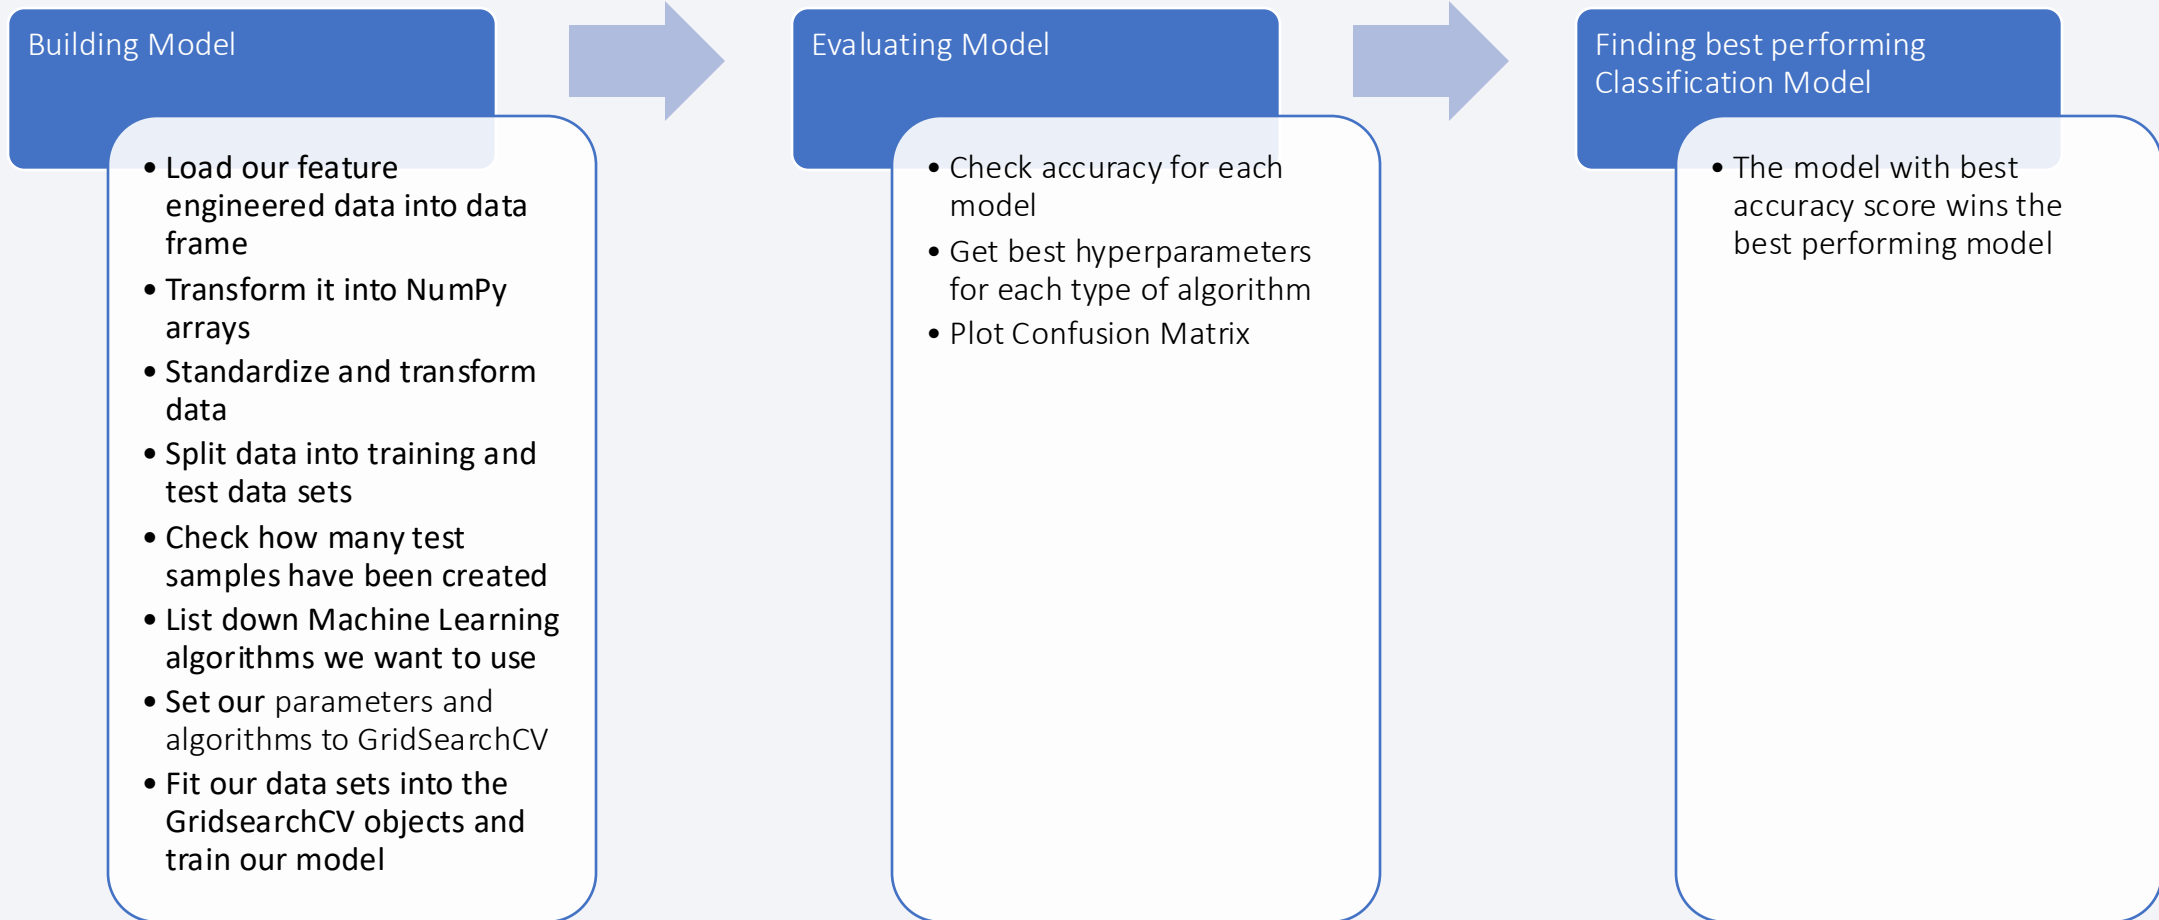 Building Model
• Load our feature
engineered data into data
frame
• Transform it into NumPy
arrays
• Standardize and transform
data
• Split data into training and
test data sets
• Check how many test
samples have been created
• List down Machine Learning
algorithms we want to use
• Set our parameters and
algorithms to GridSearchCV
• Fit our data sets into the
GridsearchCV objects and
train our model
Evaluating Model
• Check accuracy for each
model
• Get best hyperparameters
for each type of algorithm
• Plot Confusion Matrix
Finding best performing
Classification Model
• The model with best
accuracy score wins the
best performing model